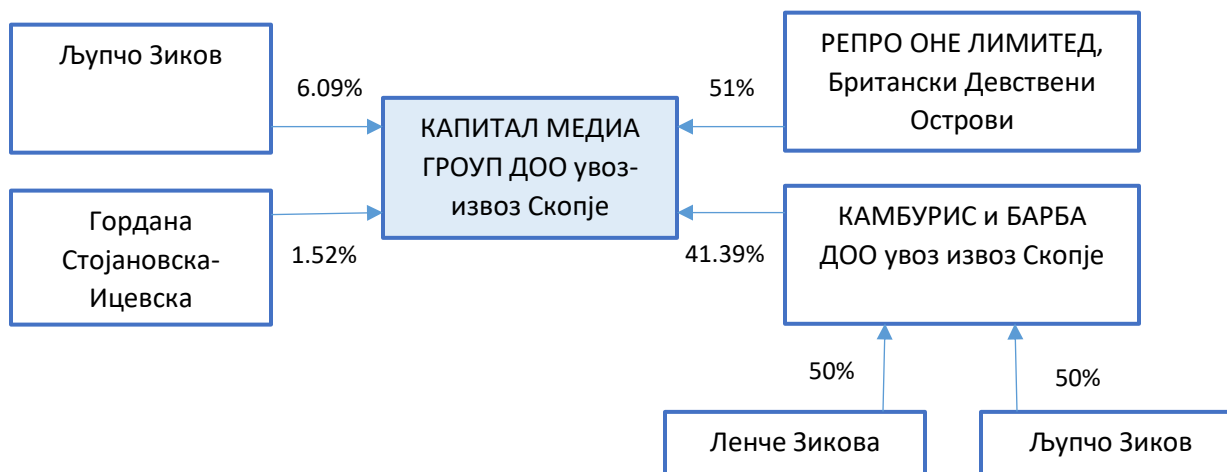 Љупчо Зиков
6.09%
КАПИТАЛ МЕДИА
ГРОУП ДОО увоз-
извоз Скопје
51%
РЕПРО ОНЕ ЛИМИТЕД,
Британски Девствени
Острови
Гордана
Стојановска-
Ицевска
1.52%
41.39%
КАМБУРИС и БАРБА
ДОО увоз извоз Скопје
50%
50%
Ленче Зикова
Љупчо Зиков